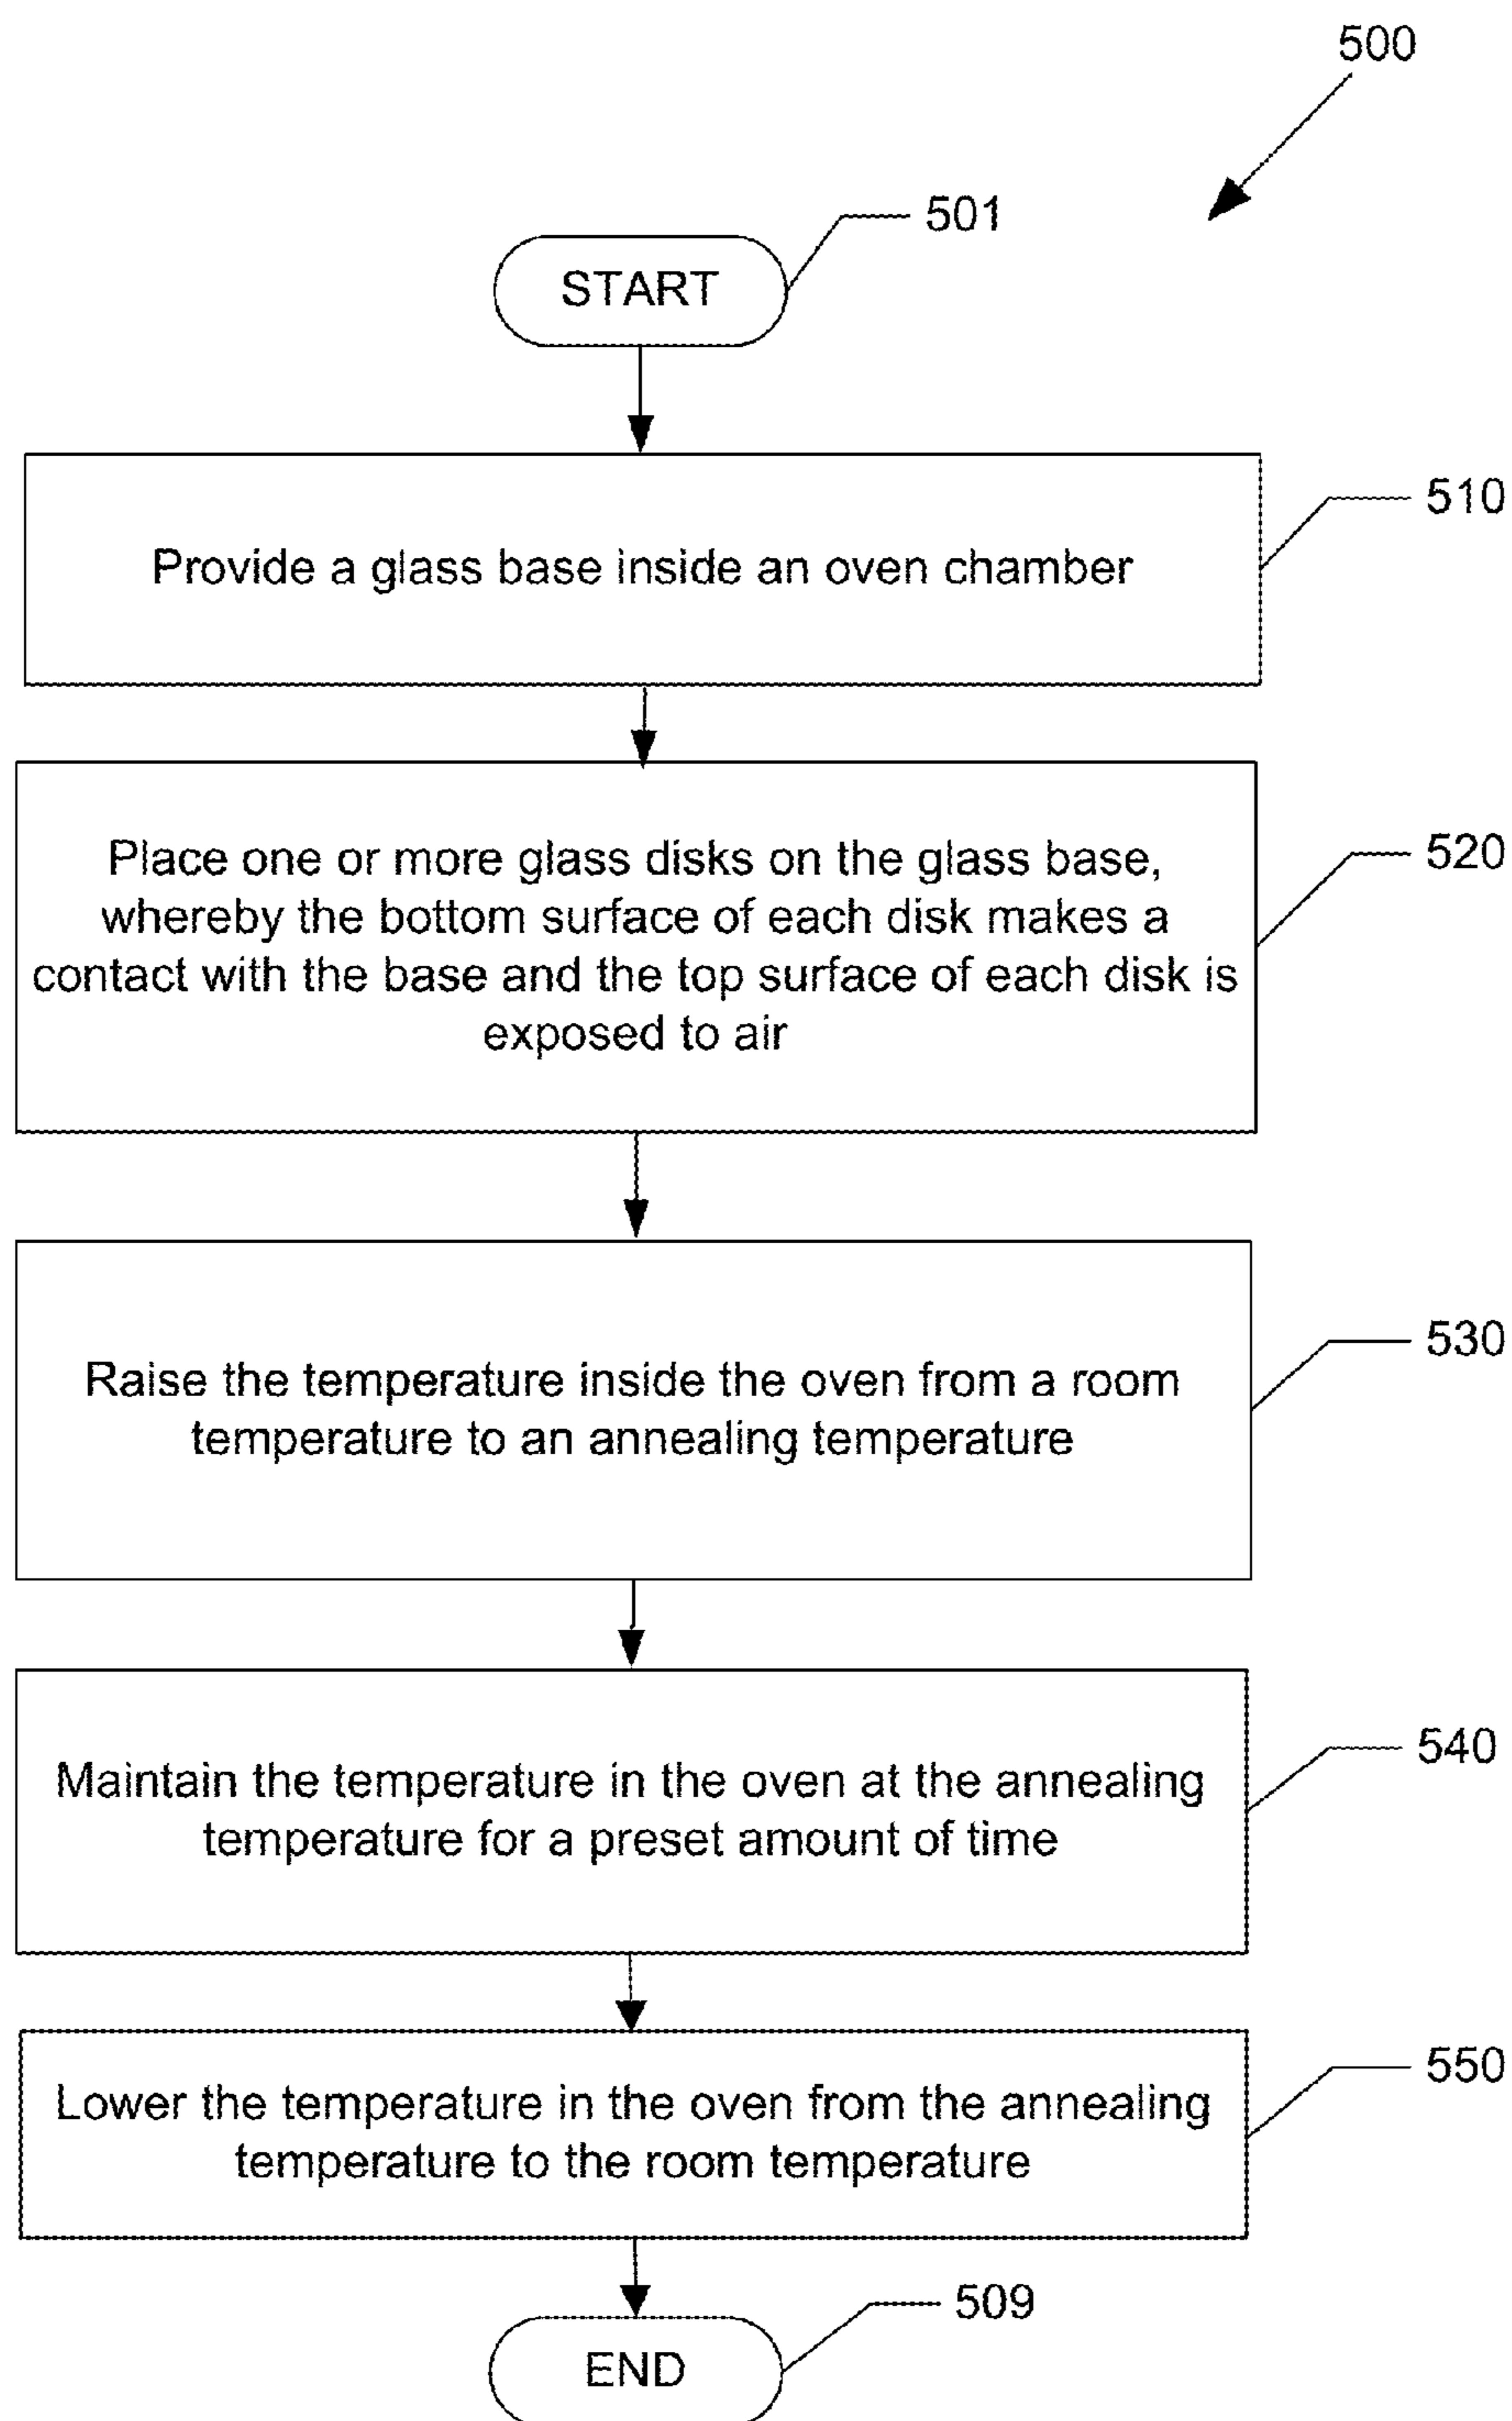 500
501
START
510
Provide a glass base inside an oven chamber
520
Place one or more glass disks on the glass base,
whereby the bottom surface of each disk makes a
contact with the base and the top surface of each disk is
exposed to air
530
Raise the temperature inside the oven from a room
temperature to an annealing temperature
540
Maintain the temperature in the oven at the annealing
temperature for a preset amount of time
550
Lower the temperature in the oven from the annealing
temperature to the room temperature
509
END